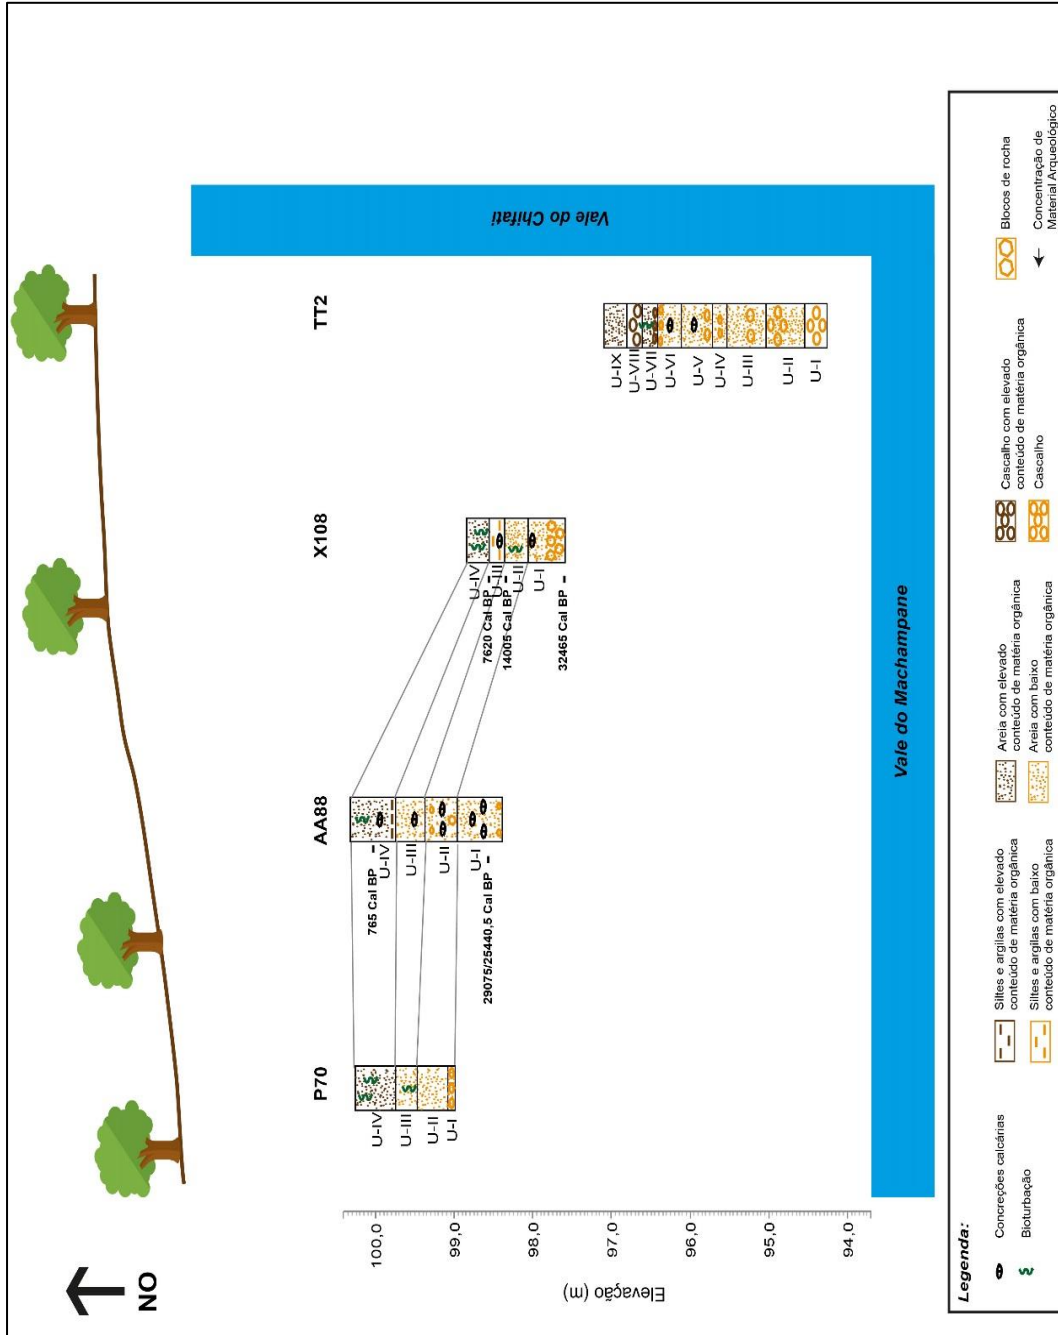 NO
P70
AA88
X108
TT2
Elevação (m)
100,0
99,0
98,0
97,0
96,0
95,0
94,0
U-IV
U-III
U-II
U-I
765 Cal BP
U-IV
U-III
U-II
U-I
29075/25440,5 Cal BP
U-IV
7620 Cal BP
U-III
14005 Cal BP
U-II
U-I
32465 Cal BP
U-IX
U-VIII
U-VII
U-VI
U-V
U-IV
U-III
U-II
U-I
Vale do Chifati
Vale do Machampane
Legenda:
Concreções calcárias
Bioturbação
Siltes e argilas com elevado
conteúdo de matéria orgânica
Siltes e argilas com baixo
conteúdo de matéria orgânica
Areia com elevado
conteúdo de matéria orgânica
Areia com baixo
conteúdo de matéria orgânica
Cascalho com elevado
conteúdo de matéria orgânica
Cascalho
Blocos de rocha
Concentração de
Material Arqueológico